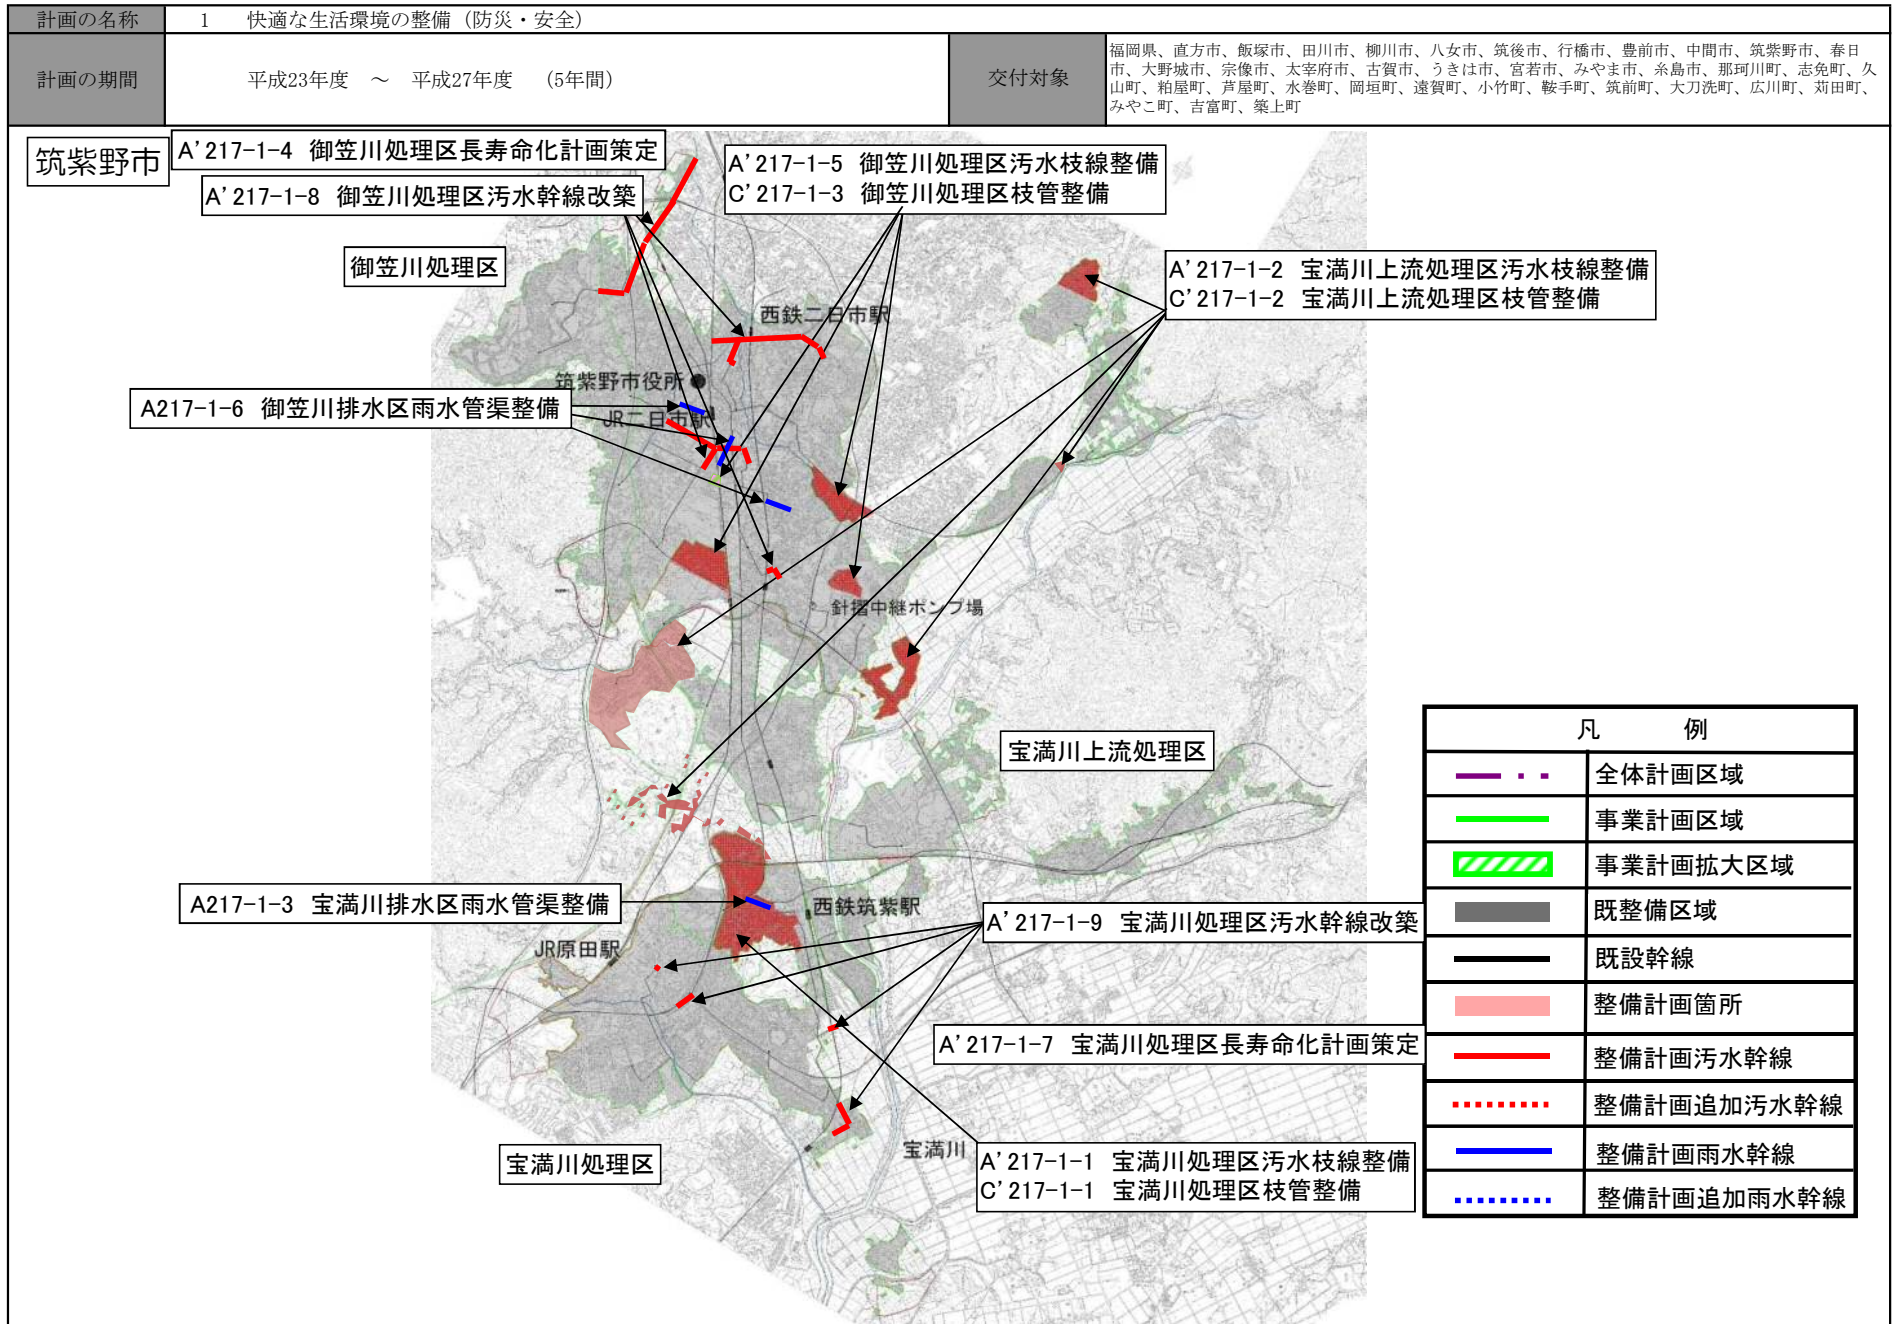 計画の名称
1 快適な生活環境の整備（防災・安全）
計画の期間
平成23年度 ～ 平成27年度 （5年間）
交付対象
福岡県、直方市、飯塚市、田川市、柳川市、八女市、筑後市、行橋市、豊前市、中間市、筑紫野市、春日
市、大野城市、宗像市、太宰府市、古賀市、うきは市、宮若市、みやま市、糸島市、那珂川町、志免町、久
山町、粕屋町、芦屋町、水巻町、岡垣町、遠賀町、小竹町、鞍手町、筑前町、大刀洗町、広川町、苅田町、
みやこ町、吉富町、築上町
筑紫野市
A’217-1-4 御笠川処理区長寿命化計画策定
A’217-1-8 御笠川処理区汚水幹線改築
A’217-1-5 御笠川処理区汚水枝線整備
C’217-1-3 御笠川処理区枝管整備
御笠川処理区
A’217-1-2 宝満川上流処理区汚水枝線整備
C’217-1-2 宝満川上流処理区枝管整備
西鉄二日市駅
筑紫野市役所
A217-1-6 御笠川排水区雨水管渠整備
JR二日市駅
針摺中継ポンプ場
宝満川上流処理区
A217-1-3 宝満川排水区雨水管渠整備
西鉄筑紫駅
A’217-1-9 宝満川処理区汚水幹線改築
JR原田駅
A’217-1-7 宝満川処理区長寿命化計画策定
宝満川処理区
宝満川
A’217-1-1 宝満川処理区汚水枝線整備
C’217-1-1 宝満川処理区枝管整備
凡 例
全体計画区域
事業計画区域
事業計画拡大区域
既整備区域
既設幹線
整備計画箇所
整備計画汚水幹線
整備計画追加汚水幹線
整備計画雨水幹線
整備計画追加雨水幹線